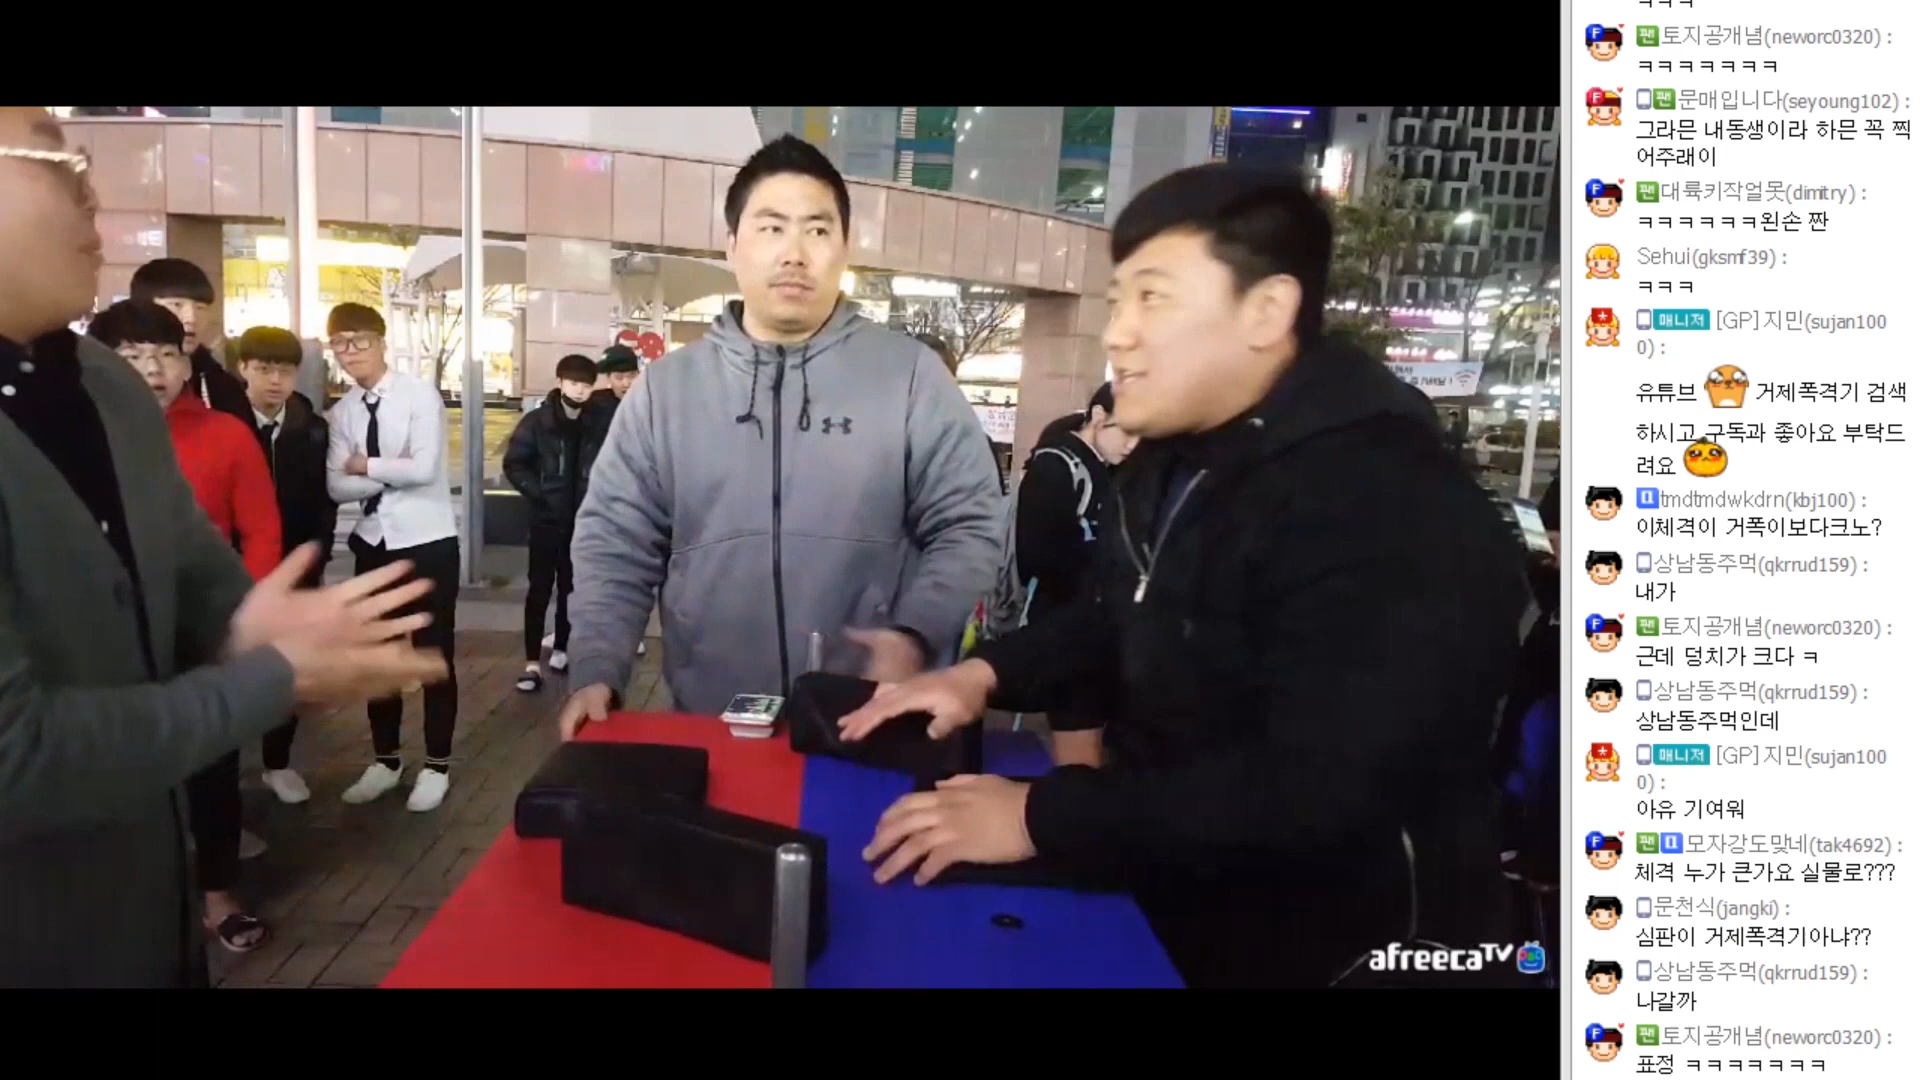 ㅋㅋㅋ
팬 토지공개념(neworc0320) :
ㅋㅋㅋㅋㅋㅋㅋ
팬 문매입니다(seyoung102) :
그라믄 내동생이라 하믄 꼭 찍
어주래이
팬 대륙키작얼못(dimitry) :
ㅋㅋㅋㅋㅋㅋ왼손 짠
Sehui(gksmf39) :
ㅋㅋㅋ
매니저 [GP]지민(sujan100
0) :
유튜브 거제폭격기 검색
하시고 구독과 좋아요 부탁드
려요
tmdtmdwkdrn(kbj100) :
이체격이 거폭이보다크노?
상남동주먹(qkrrud159) :
내가
팬 토지공개념(neworc0320) :
근데 덩치가 크다 ㅋ
상남동주먹(qkrrud159) :
상남동주먹인데
매니저 [GP]지민(sujan100
0) :
아유 기여워
팬 모자강도맞네(tak4692) :
체격 누가 큰가요 실물로???
문천식(jangki) :
심판이 거제폭격기아냐??
상남동주먹(qkrrud159) :
나갈까
팬 토지공개념(neworc0320) :
표정 ㅋㅋㅋㅋㅋㅋㅋ
afreecaTV